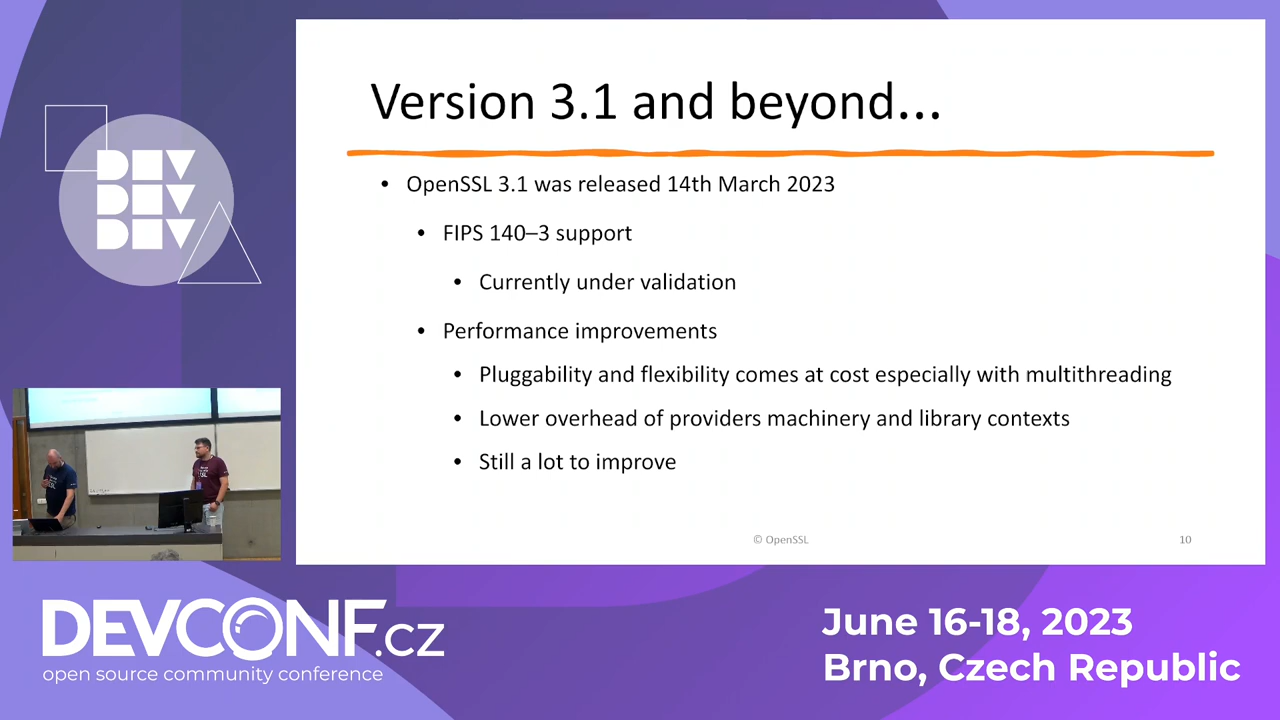 DEV
DEV
DEV
Version 3.1 and beyond...
• OpenSSL 3.1 was released 14th March 2023
• FIPS 140–3 support
• Currently under validation
• Performance improvements
• Pluggability and flexibility comes at cost especially with multithreading
• Lower overhead of providers machinery and library contexts
• Still a lot to improve
© OpenSSL
10
DEVCONF.cz
open source community conference
June 16-18, 2023
Brno, Czech Republic